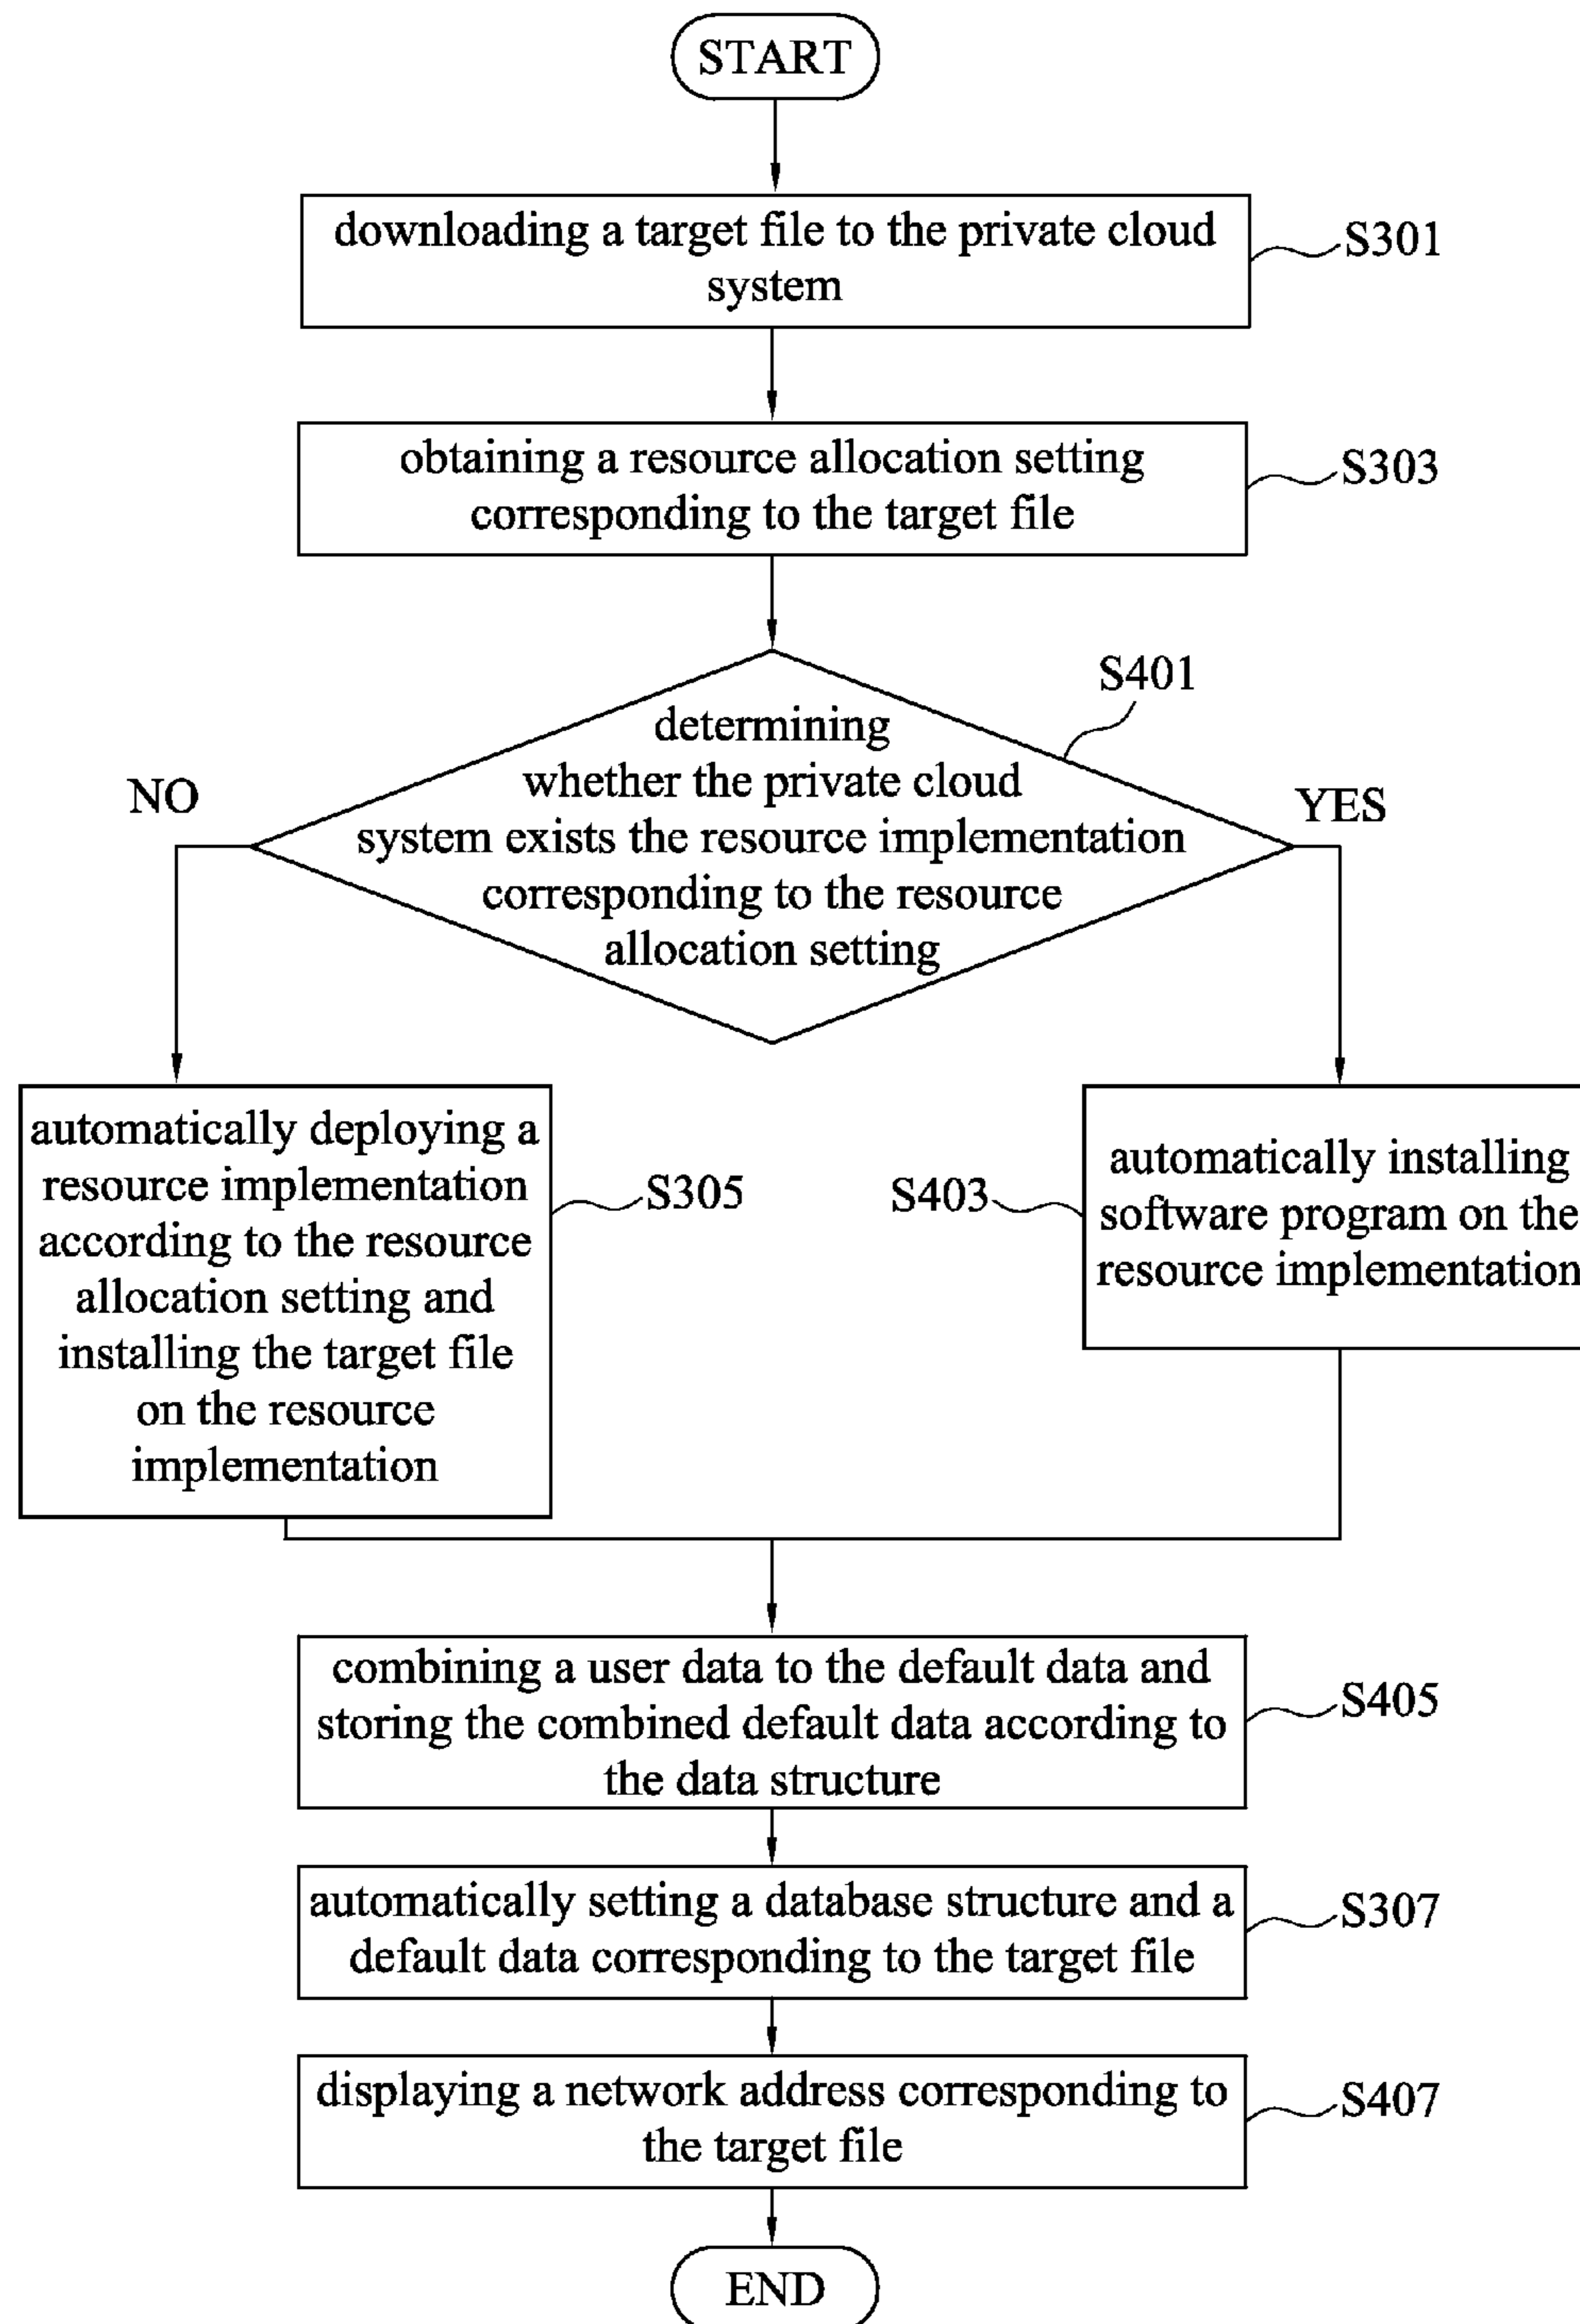 START
downloading a target file to the private cloud
system
S301
obtaining a resource allocation setting
corresponding to the target file
S303
S401
determining
whether the private cloud
system exists the resource implementation
corresponding to the resource
allocation setting
NO
YES
automatically deploying a
resource implementation
according to the resource
allocation setting and
installing the target file
on the resource
implementation
S305
S403
automatically installing
software program on the
resource implementation
combining a user data to the default data and
storing the combined default data according to
the data structure
S405
automatically setting a database structure and a
default data corresponding to the target file
S307
displaying a network address corresponding to
the target file
S407
END